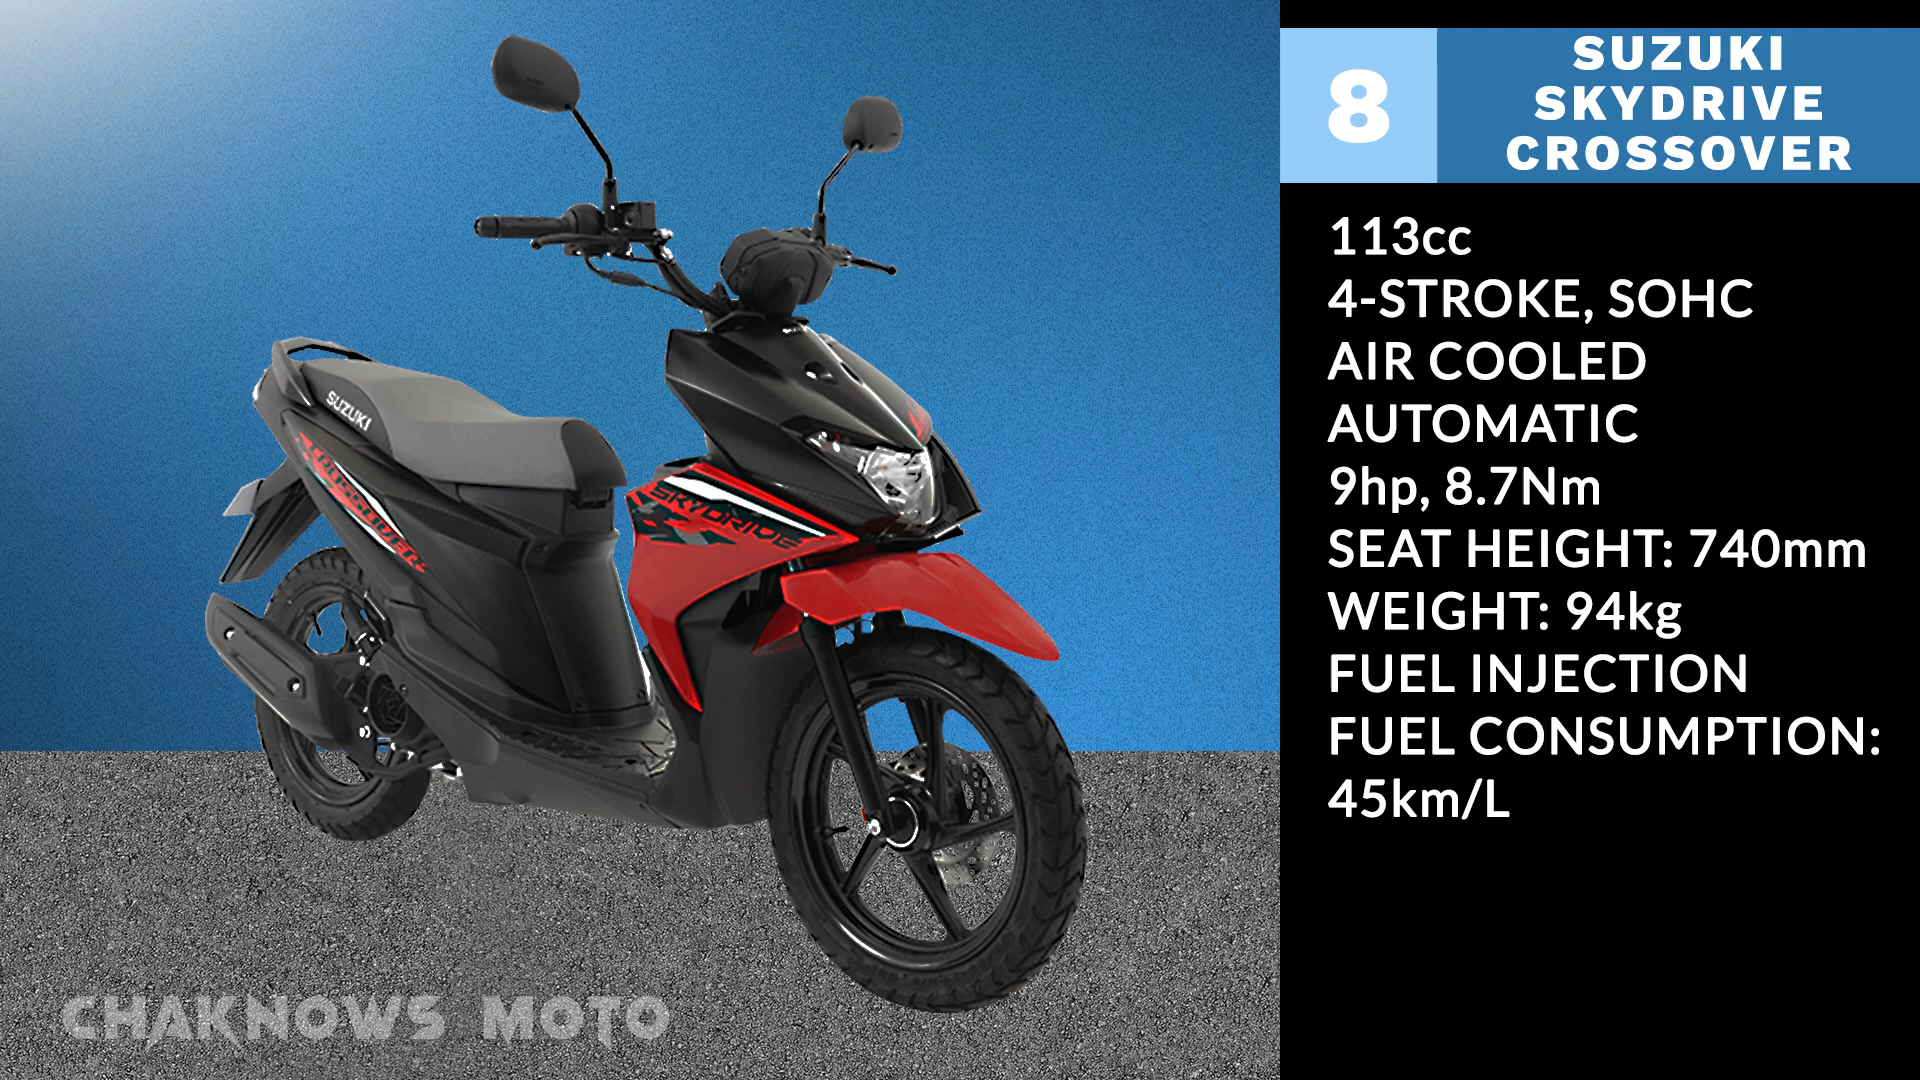 8
SUZUKI
SKYDRIVE
CROSSOVER
113cc
4-STROKE, SOHC
AIR COOLED
AUTOMATIC
9hp, 8.7Nm
SEAT HEIGHT: 740mm
WEIGHT: 94kg
FUEL INJECTION
FUEL CONSUMPTION:
45km/L
SUZUKI
CROSSOVER
SKYDRIVE
CHAKNOWS MOTO